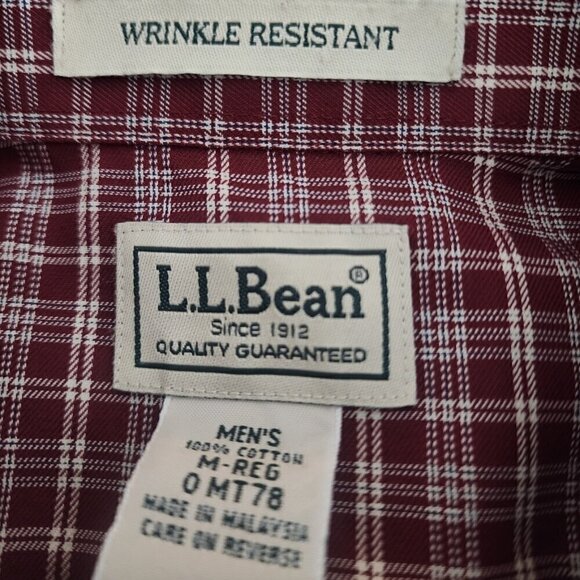 WRINKLE RESISTANT
L.L.Bean®
Since 1912
QUALITY GUARANTEED
MEN'S
100% COTTON
M-REG
0 MT78
MADE IN MALAYSIA
CARE ON REVERSE